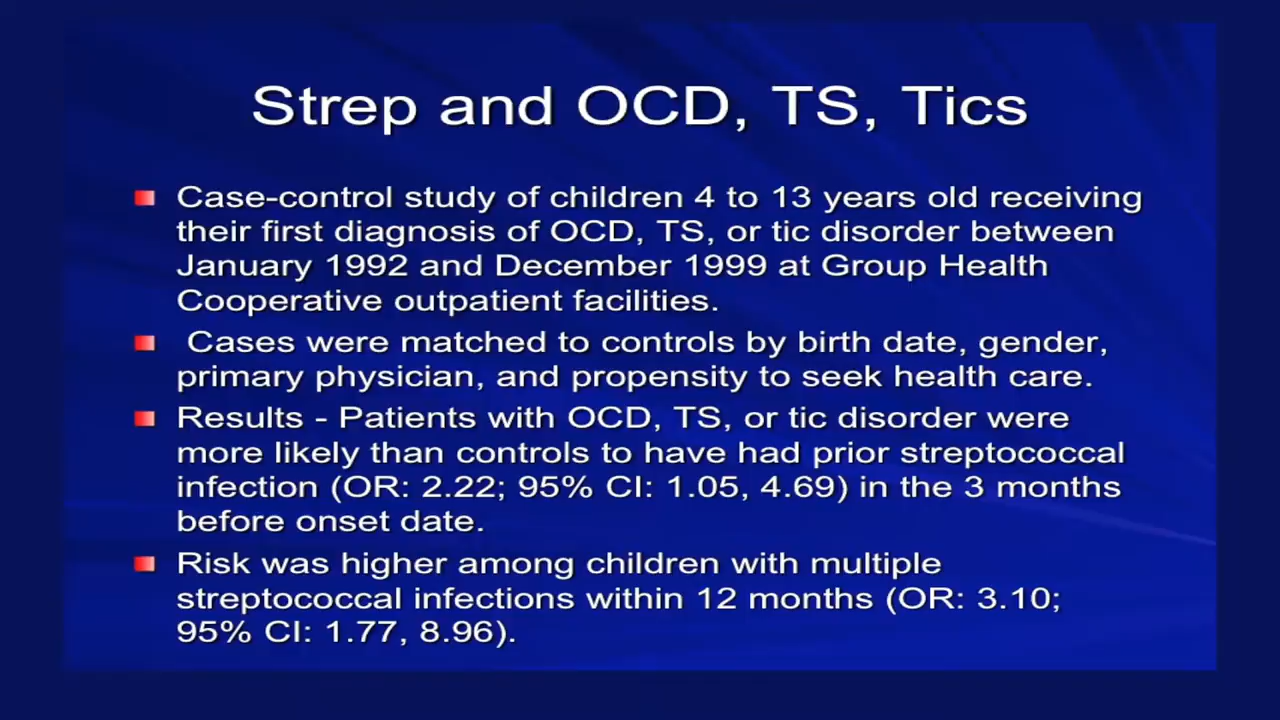 Strep and OCD, TS, Tics
Case-control study of children 4 to 13 years old receiving
their first diagnosis of OCD, TS, or tic disorder between
January 1992 and December 1999 at Group Health
Cooperative outpatient facilities.
Cases were matched to controls by birth date, gender,
primary physician, and propensity to seek health care.
Results - Patients with OCD, TS, or tic disorder were
more likely than controls to have had prior streptococcal
infection (OR: 2.22; 95% CI: 1.05, 4.69) in the 3 months
before onset date.
Risk was higher among children with multiple
streptococcal infections within 12 months (OR: 3.10;
95% CI: 1.77, 8.96).